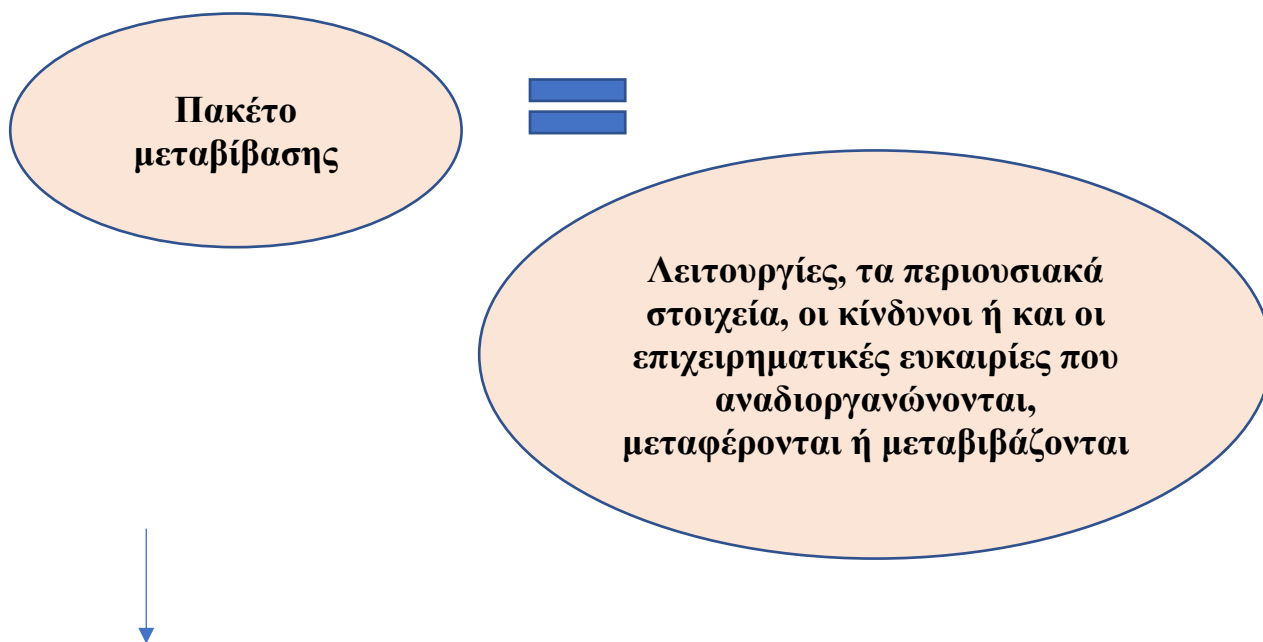 Πακέτο
μεταβίβασης
Λειτουργίες, τα περιουσιακά
στοιχεία, οι κίνδυνοι ή και οι
επιχειρηματικές ευκαιρίες που
αναδιοργανώνονται,
μεταφέρονται ή μεταβιβάζονται